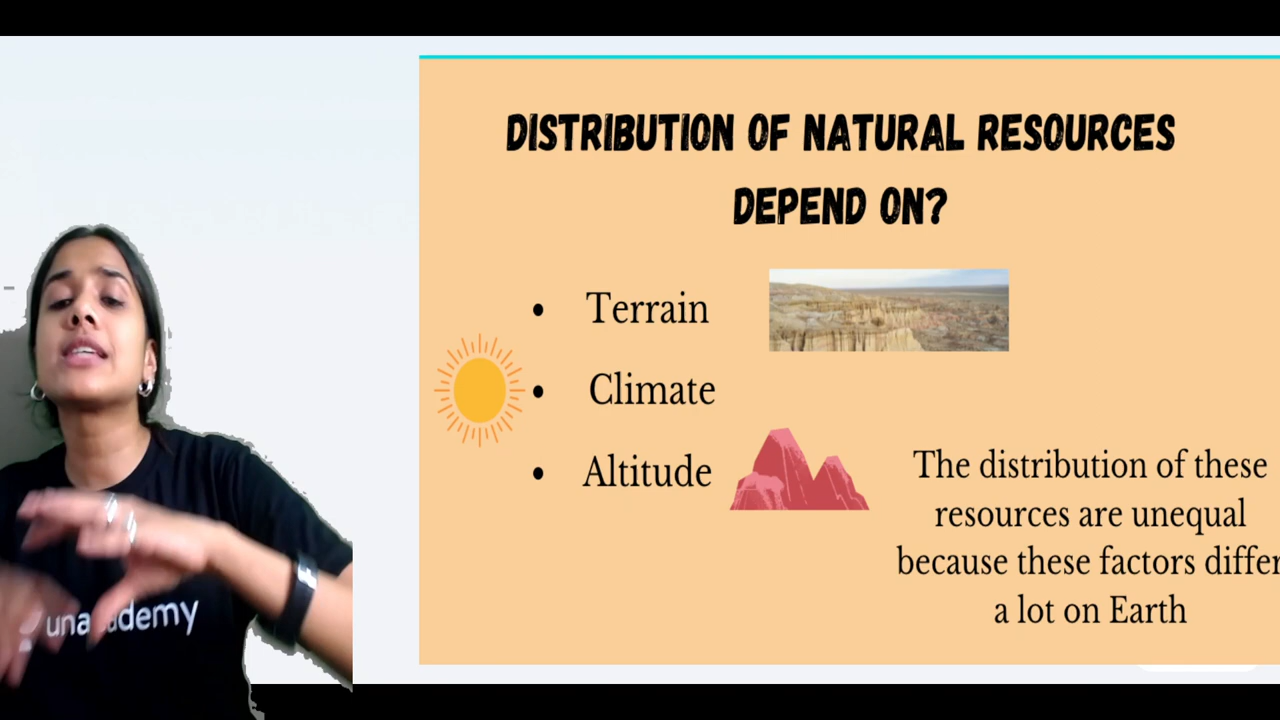 DISTRIBUTION OF NATURAL RESOURCES
DEPEND ON?
• Terrain
• Climate
• Altitude
The distribution of these
resources are unequal
because these factors differ
a lot on Earth